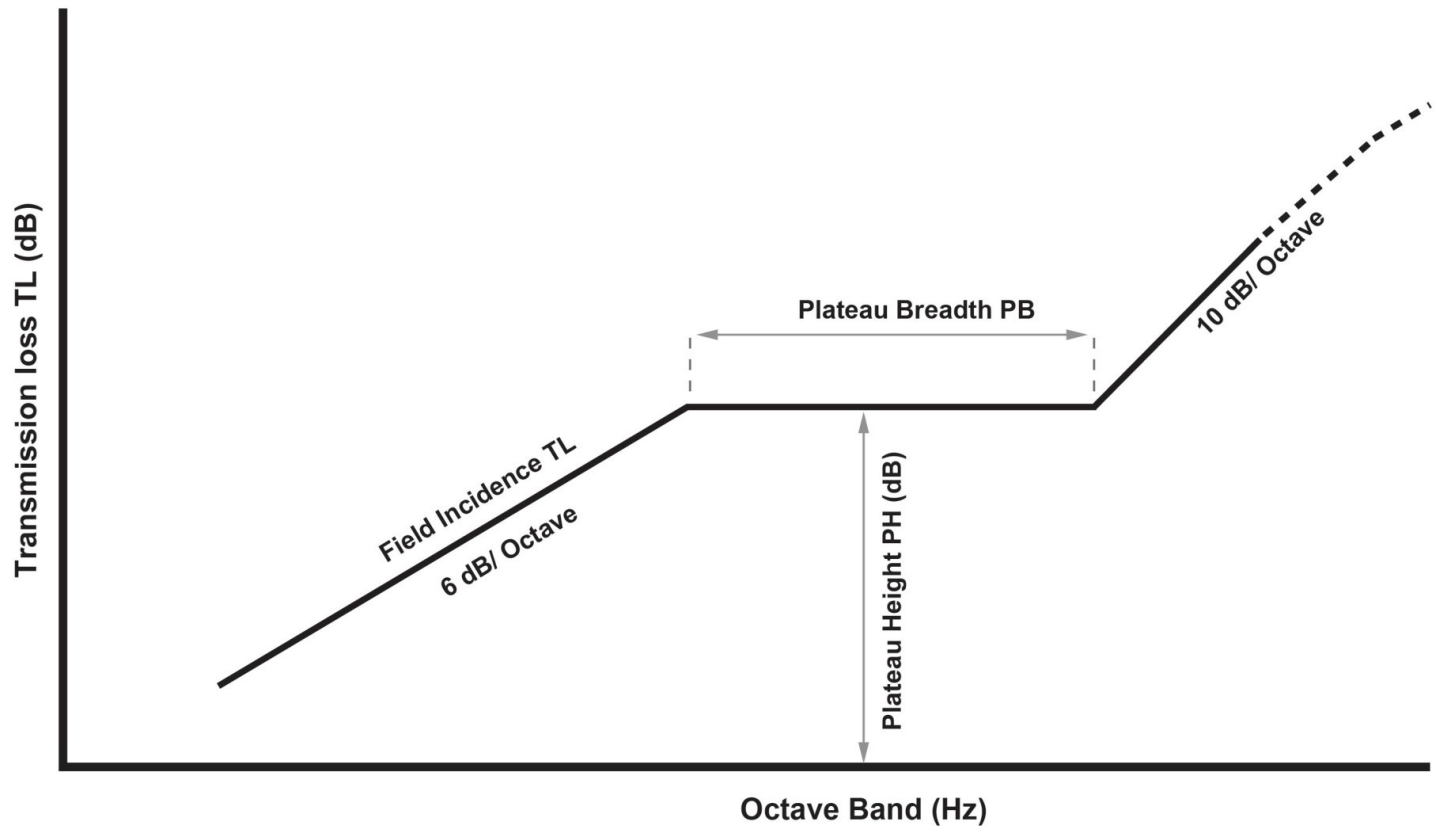 Transmission loss TL (dB)
Plateau Breadth PB
10 dB/ Octave
Field Incidence TL
6 dB/ Octave
Plateau Height PH (dB)
Octave Band (Hz)